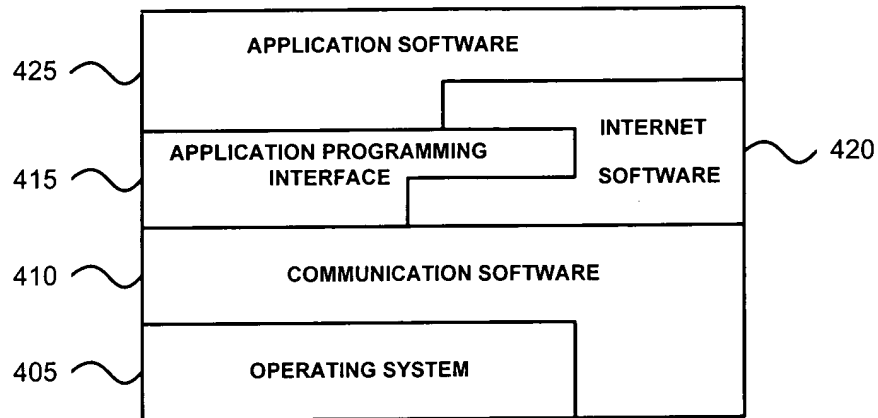 APPLICATION SOFTWARE
425
INTERNET
SOFTWARE
420
APPLICATION PROGRAMMING
INTERFACE
415
410
COMMUNICATION SOFTWARE
405
OPERATING SYSTEM